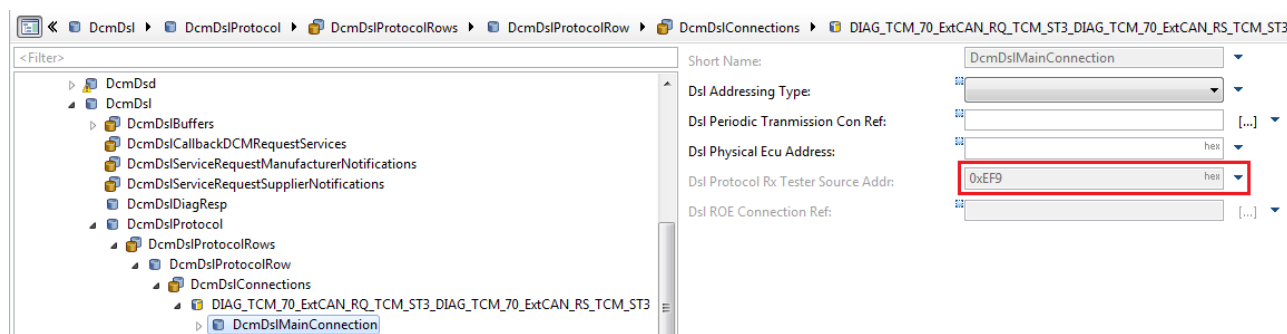 DcmDsl DcmDslProtocol DcmDslProtocolRows DcmDslProtocolRow DcmDslConnections DIAG_TCM_70_ExtCAN_RQ_TCM_ST3_DIAG_TCM_70_ExtCAN_RS_TCM_ST3
<Filter>
DcmDsd
DcmDsl
DcmDslBuffers
DcmDslCallbackDCMRequestServices
DcmDslServiceRequestManufacturerNotifications
DcmDslServiceRequestSupplierNotifications
DcmDslDiagResp
DcmDslProtocol
DcmDslProtocolRows
DcmDslProtocolRow
DcmDslConnections
DIAG_TCM_70_ExtCAN_RQ_TCM_ST3_DIAG_TCM_70_ExtCAN_RS_TCM_ST3
DcmDslMainConnection
Short Name: DcmDslMainConnection
Dsl Addressing Type:
Dsl Periodic Tranmission Con Ref: [...]
Dsl Physical Ecu Address: hex
Dsl Protocol Rx Tester Source Addr: 0xEF9 hex
Dsl ROE Connection Ref: [...]